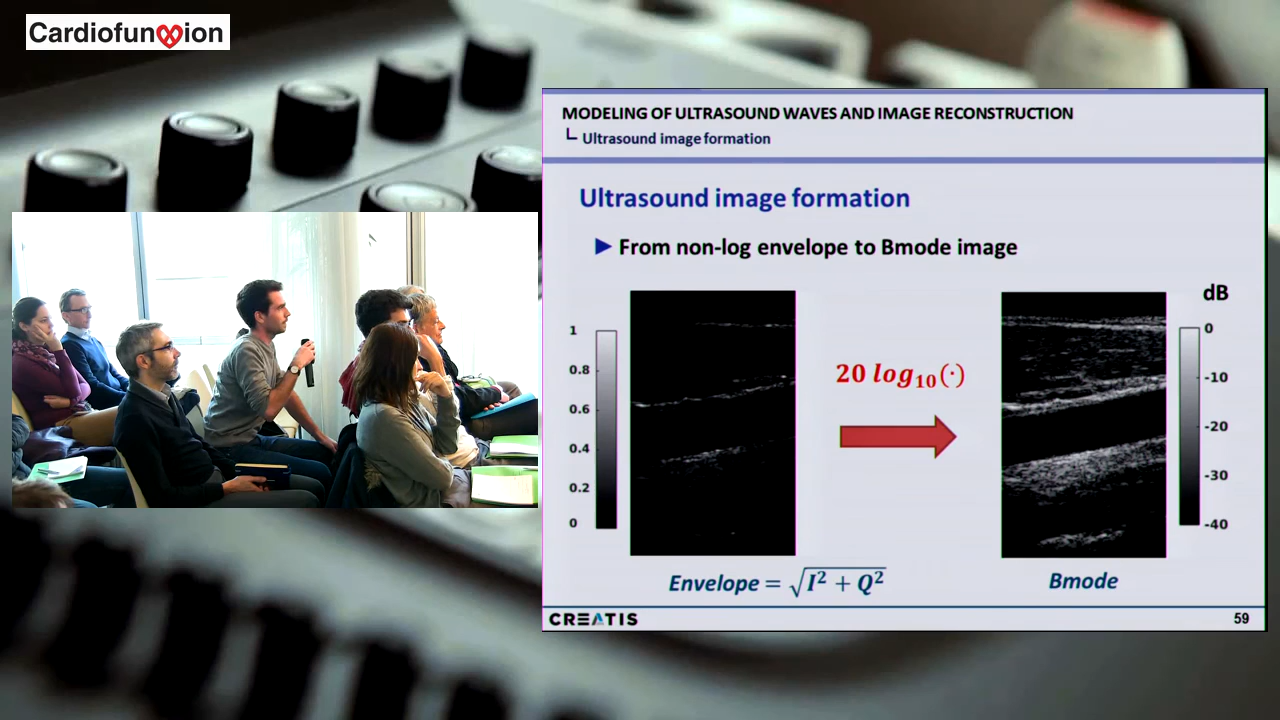 Cardiofunxion
MODELING OF ULTRASOUND WAVES AND IMAGE RECONSTRUCTION
└ Ultrasound image formation
Ultrasound image formation
► From non-log envelope to Bmode image
1
0.8
0.6
0.4
0.2
0
20 log₁₀(·)
dB
0
-10
-20
-30
-40
Envelope = √(I² + Q²)
Bmode
CREATIS
59